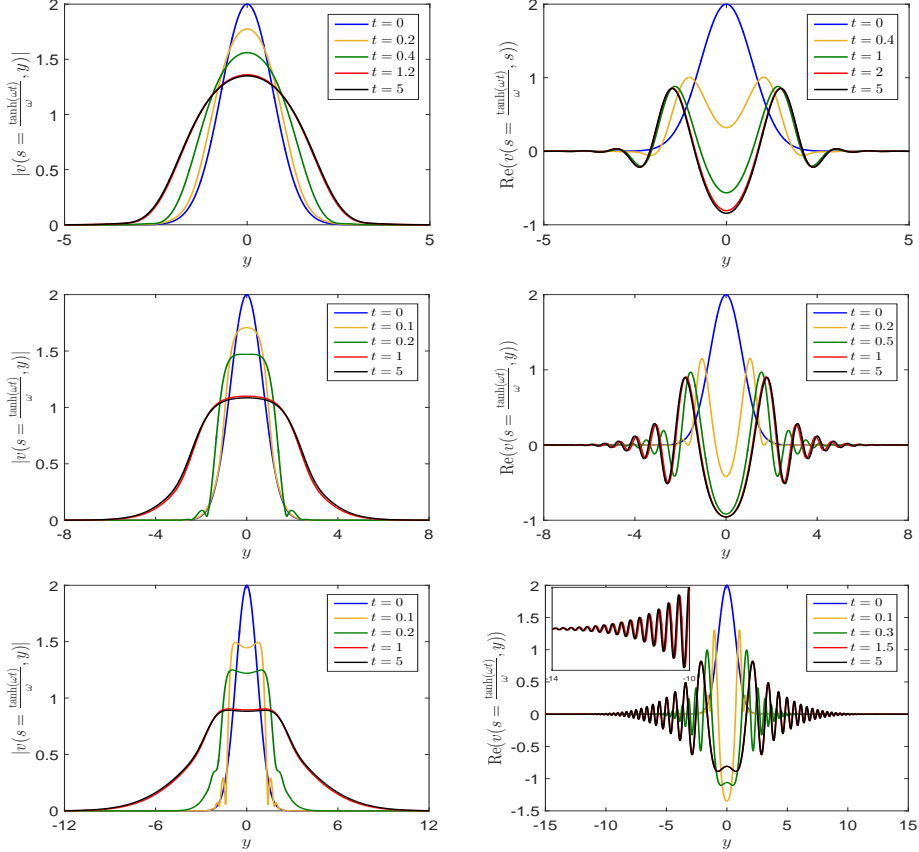 |v(s = tanh(ωt)/ω, y)|
2
1.5
1
0.5
0
-5 0 5
y
t = 0
t = 0.2
t = 0.4
t = 1.2
t = 5
Re(v(s = tanh(ωt)/ω, s))
2
1
0
-1
-5 0 5
y
t = 0
t = 0.4
t = 1
t = 2
t = 5
|v(s = tanh(ωt)/ω, y)|
2
1.5
1
0.5
0
-8 -4 0 4 8
y
t = 0
t = 0.1
t = 0.2
t = 1
t = 5
Re(v(s = tanh(ωt)/ω, y))
2
1
0
-1
-8 -4 0 4 8
y
t = 0
t = 0.2
t = 0.5
t = 1
t = 5
|v(s = tanh(ωt)/ω, y)|
2
1.5
1
0.5
0
-12 -6 0 6 12
y
t = 0
t = 0.1
t = 0.2
t = 1
t = 5
Re(v(s = tanh(ωt)/ω, y))
2
1.5
1
0.5
0
-0.5
-1
-1.5
-15 -10 -5 0 5 10 15
y
-14 -10
t = 0
t = 0.1
t = 0.3
t = 1.5
t = 5